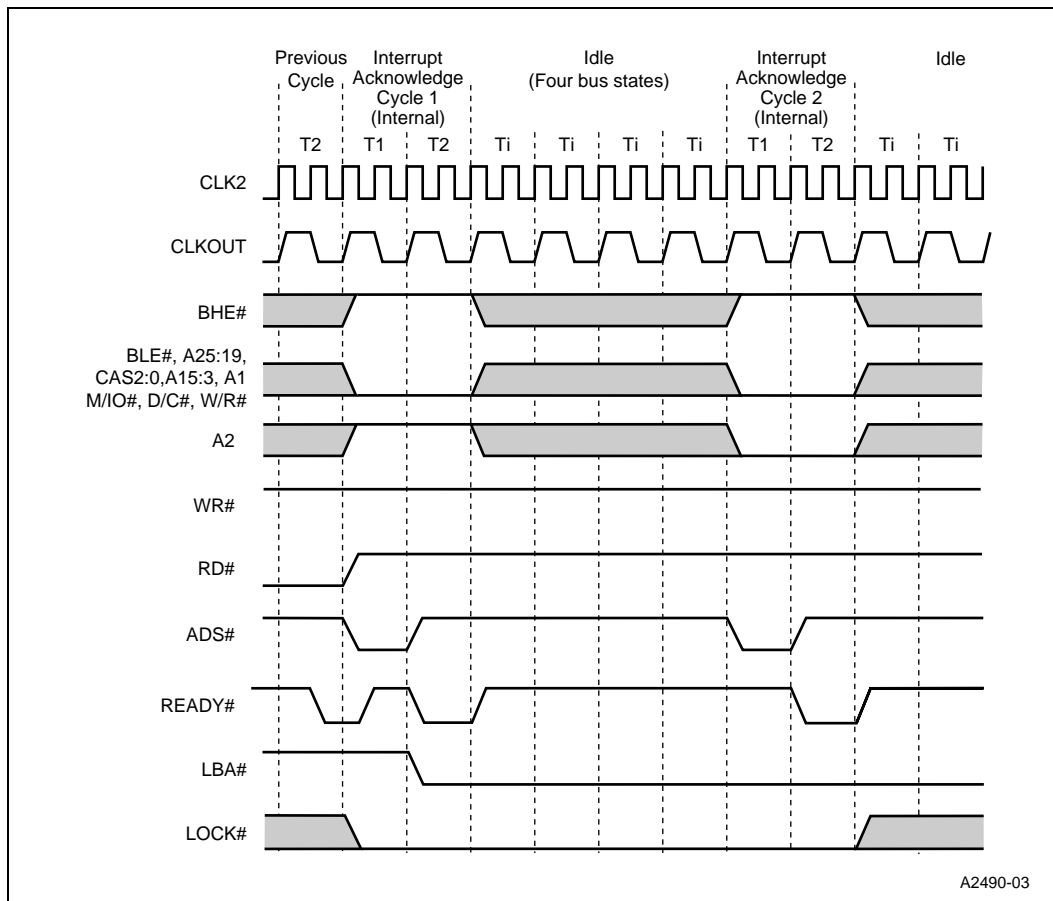 Previous
Cycle
Interrupt
Acknowledge
Cycle 1
(Internal)
Idle
(Four bus states)
Interrupt
Acknowledge
Cycle 2
(Internal)
Idle
T2 T1 T2 Ti Ti Ti Ti T1 T2 Ti Ti
CLK2
CLKOUT
BHE#
BLE#, A25:19,
CAS2:0,A15:3, A1
M/IO#, D/C#, W/R#
A2
WR#
RD#
ADS#
READY#
LBA#
LOCK#
A2490-03